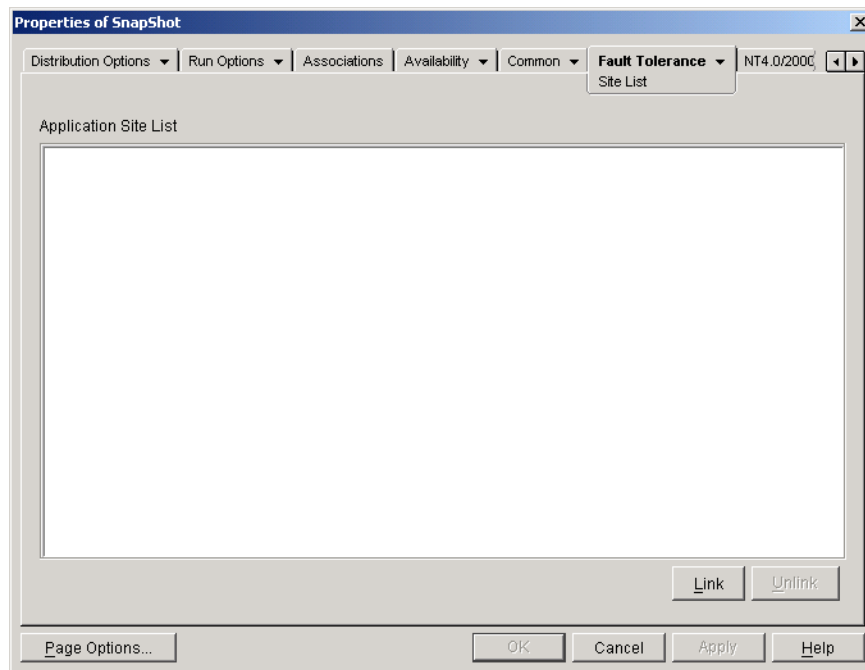 Properties of SnapShot
Distribution Options Run Options Associations Availability Common Fault Tolerance NT4.0/2000
Site List
Application Site List
Link Unlink
Page Options... OK Cancel Apply Help